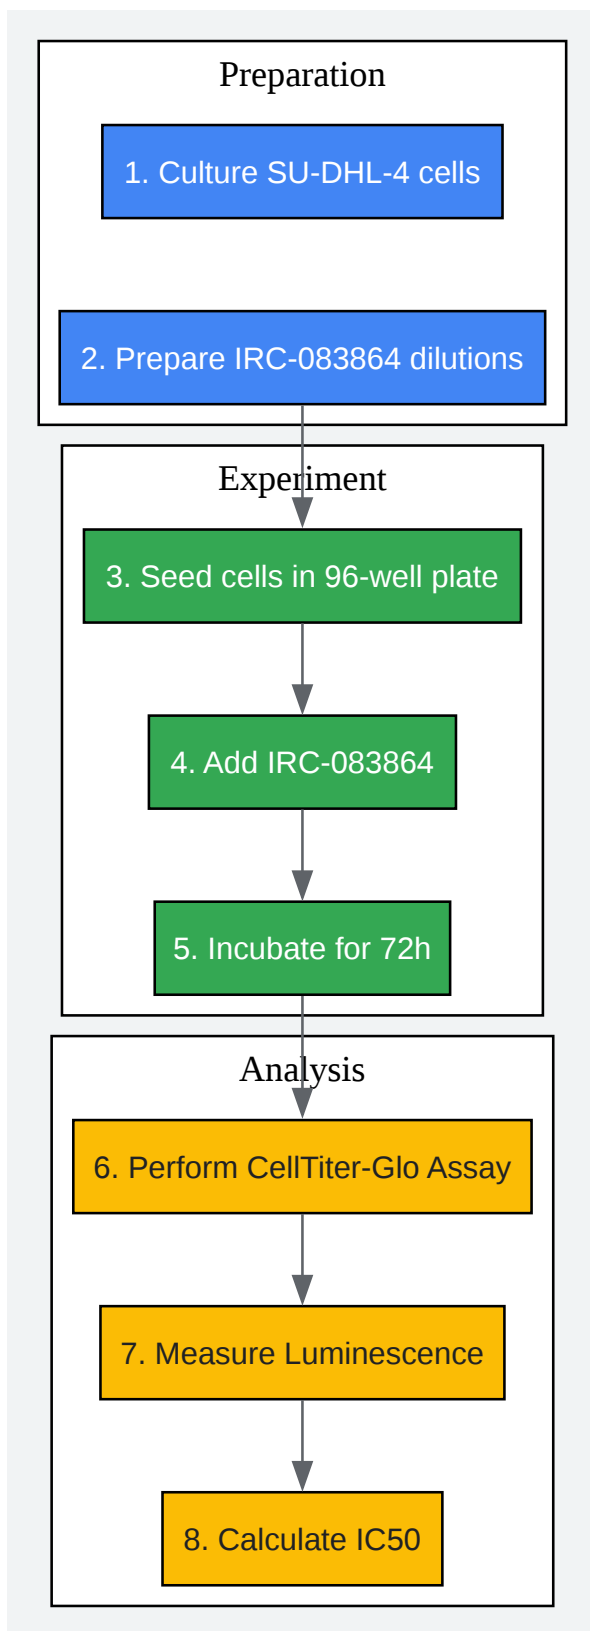 Preparation
1. Culture SU-DHL-4 cells
2. Prepare IRC-083864 dilutions
Experiment
3. Seed cells in 96-well plate
4. Add IRC-083864
5. Incubate for 72h
Analysis
6. Perform CellTiter-Glo Assay
7. Measure Luminescence
8. Calculate IC50